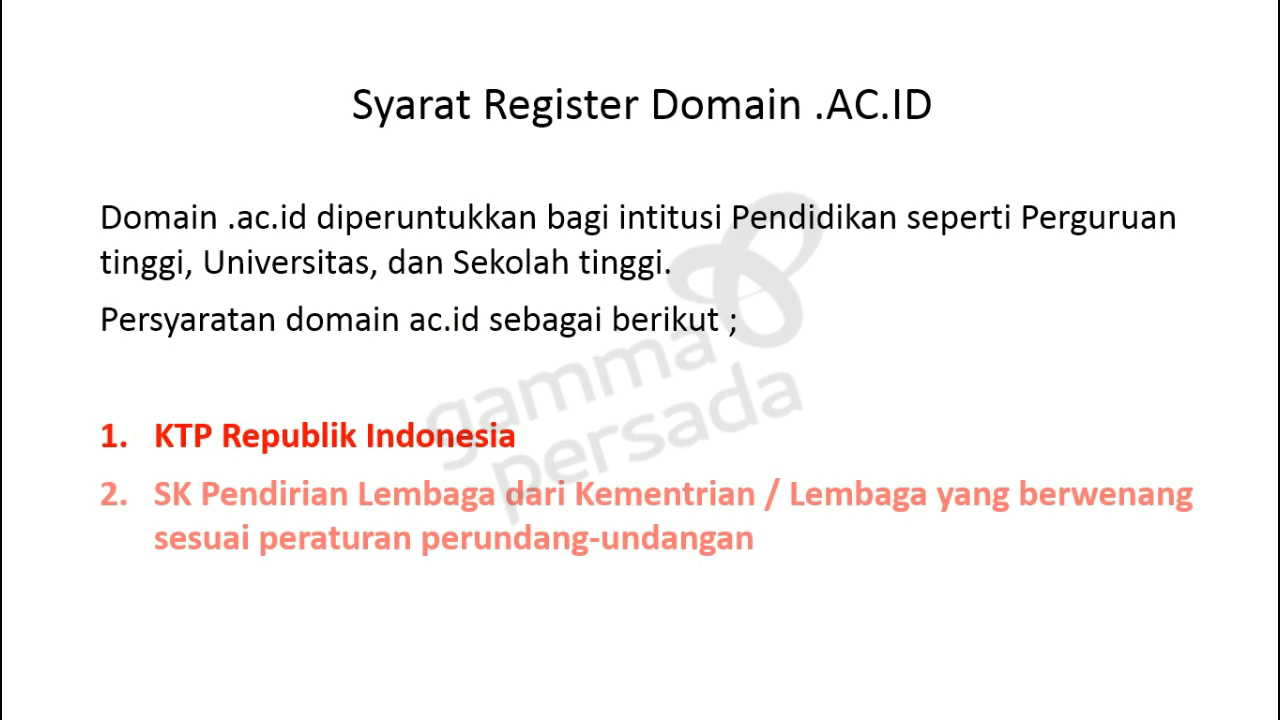 Syarat Register Domain .AC.ID
Domain .ac.id diperuntukkan bagi intitusi Pendidikan seperti Perguruan
tinggi, Universitas, dan Sekolah tinggi.
Persyaratan domain ac.id sebagai berikut ;
gamma
persada
1. KTP Republik Indonesia
2. SK Pendirian Lembaga dari Kementrian / Lembaga yang berwenang
sesuai peraturan perundang-undangan